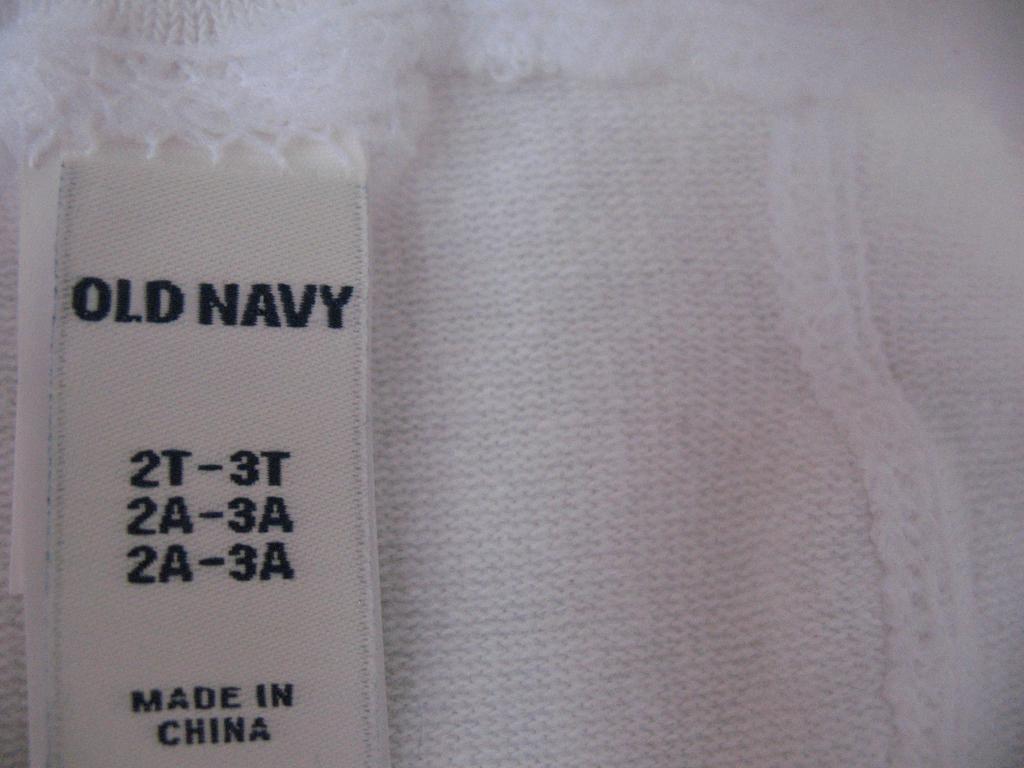 OLD NAVY
2T-3T
2A-3A
2A-3A
MADE IN
CHINA